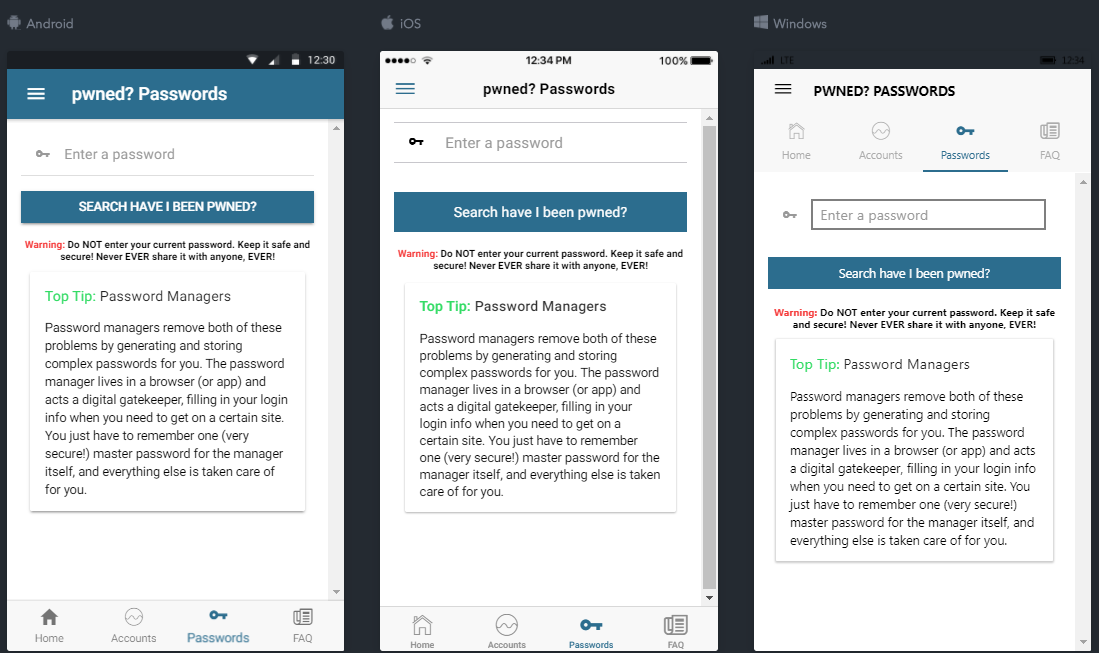 Android
12:30
pwned? Passwords
Enter a password
SEARCH HAVE I BEEN PWNED?
Warning: Do NOT enter your current password. Keep it safe and
secure! Never EVER share it with anyone, EVER!
Top Tip: Password Managers
Password managers remove both of these
problems by generating and storing
complex passwords for you. The password
manager lives in a browser (or app) and
acts a digital gatekeeper, filling in your login
info when you need to get on a certain site.
You just have to remember one (very
secure!) master password for the manager
itself, and everything else is taken care of
for you.
Home Accounts Passwords FAQ
iOS
12:34 PM 100%
pwned? Passwords
Enter a password
Search have I been pwned?
Warning: Do NOT enter your current password. Keep it safe and
secure! Never EVER share it with anyone, EVER!
Top Tip: Password Managers
Password managers remove both of these
problems by generating and storing
complex passwords for you. The password
manager lives in a browser (or app) and
acts a digital gatekeeper, filling in your
login info when you need to get on a
certain site. You just have to remember
one (very secure!) master password for the
manager itself, and everything else is taken
care of for you.
Home Accounts Passwords FAQ
Windows
LTE 12:34
PWNED? PASSWORDS
Home Accounts Passwords FAQ
Enter a password
Search have I been pwned?
Warning: Do NOT enter your current password. Keep it safe
and secure! Never EVER share it with anyone, EVER!
Top Tip: Password Managers
Password managers remove both of these
problems by generating and storing
complex passwords for you. The password
manager lives in a browser (or app) and acts
a digital gatekeeper, filling in your login info
when you need to get on a certain site. You
just have to remember one (very secure!)
master password for the manager itself, and
everything else is taken care of for you.